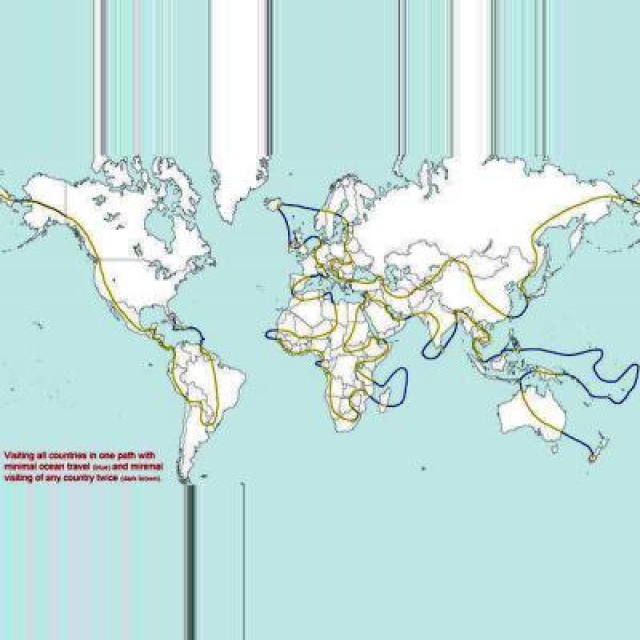 Visiting all countries in one path with
minimal ocean travel (blue) and minimal
visiting of any country twice (dark brown).